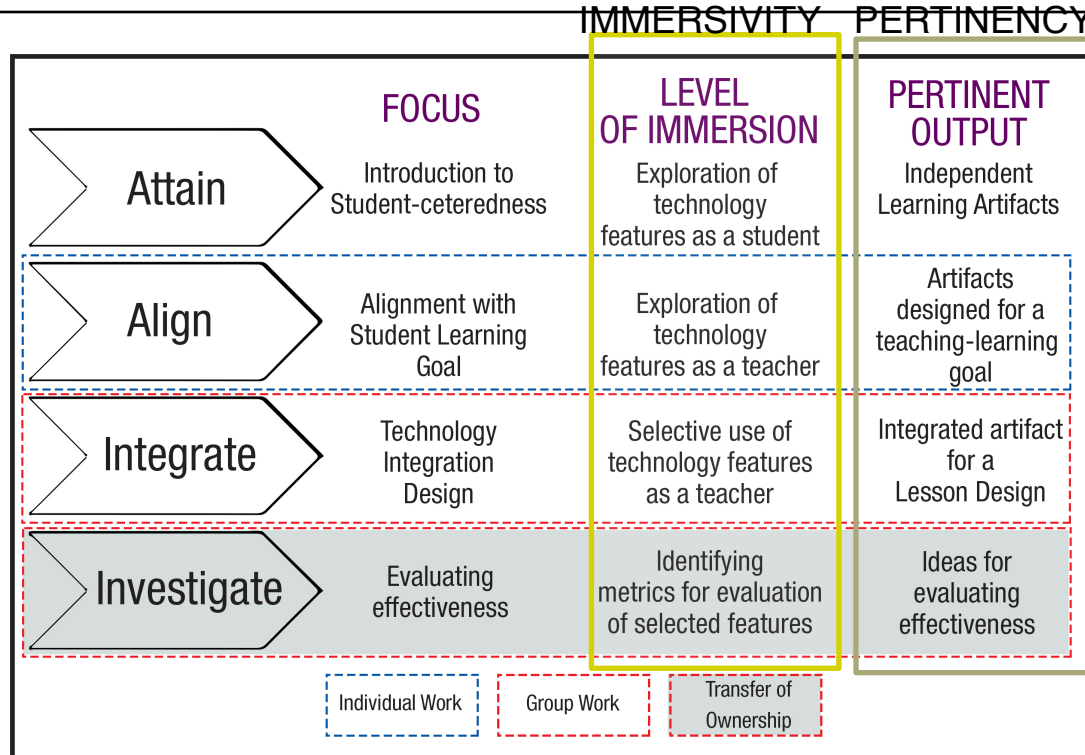 IMMERSIVITY PERTINENCY
FOCUS
LEVEL
OF IMMERSION
PERTINENT
OUTPUT
Attain
Introduction to
Student-ceteredness
Exploration of
technology
features as a student
Independent
Learning Artifacts
Align
Alignment with
Student Learning
Goal
Exploration of
technology
features as a teacher
Artifacts
designed for a
teaching-learning
goal
Integrate
Technology
Integration
Design
Selective use of
technology features
as a teacher
Integrated artifact
for a
Lesson Design
Investigate
Evaluating
effectiveness
Identifying
metrics for evaluation
of selected features
Ideas for
evaluating
effectiveness
Individual Work
Group Work
Transfer of
Ownership